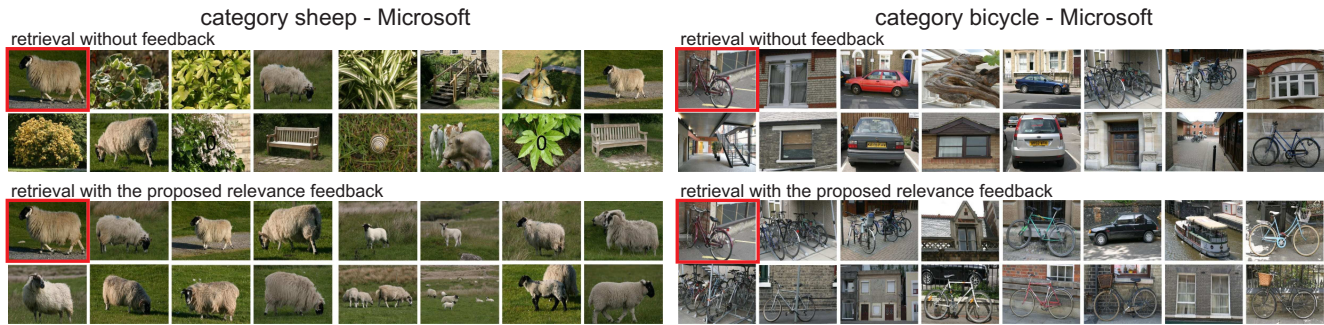 category sheep - Microsoft
retrieval without feedback
0
retrieval with the proposed relevance feedback
category bicycle - Microsoft
retrieval without feedback
retrieval with the proposed relevance feedback